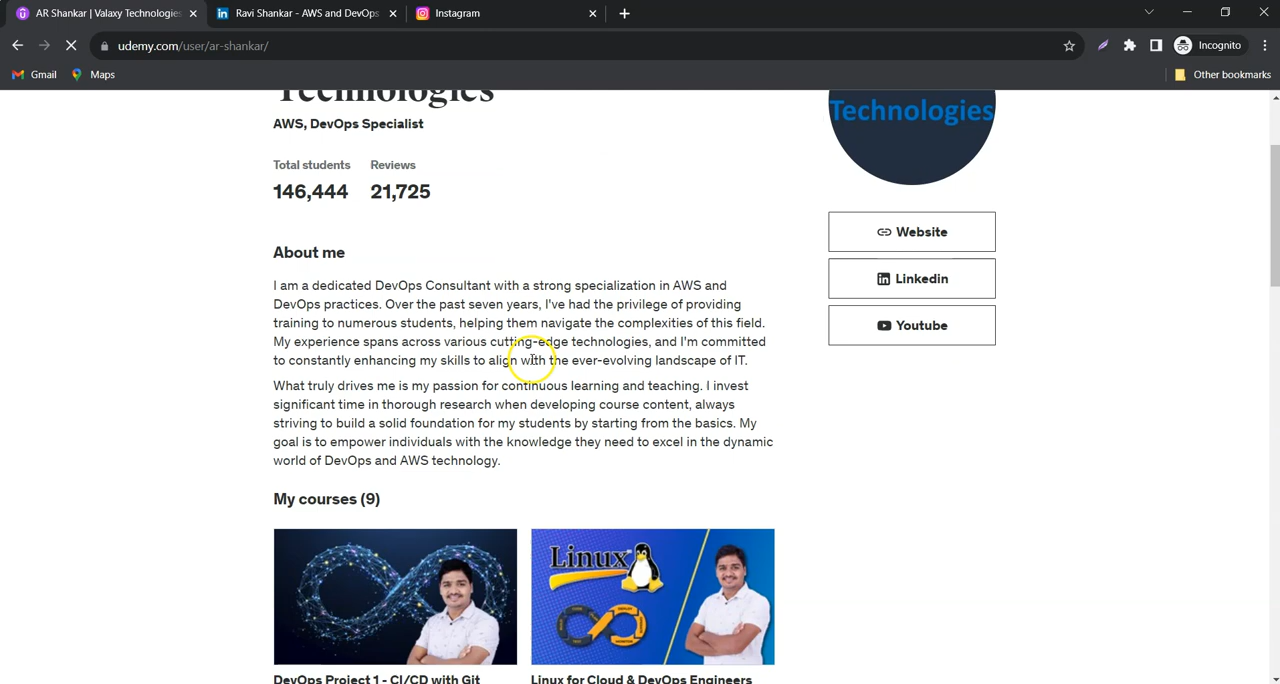 AR Shankar | Valaxy Technologies
Ravi Shankar - AWS and DevOps
Instagram
udemy.com/user/ar-shankar/
Incognito
Gmail
Maps
Other bookmarks
Technologies
AWS, DevOps Specialist
Total students
Reviews
146,444
21,725
About me
I am a dedicated DevOps Consultant with a strong specialization in AWS and
DevOps practices. Over the past seven years, I've had the privilege of providing
training to numerous students, helping them navigate the complexities of this field.
My experience spans across various cutting-edge technologies, and I'm committed
to constantly enhancing my skills to align with the ever-evolving landscape of IT.
What truly drives me is my passion for continuous learning and teaching. I invest
significant time in thorough research when developing course content, always
striving to build a solid foundation for my students by starting from the basics. My
goal is to empower individuals with the knowledge they need to excel in the dynamic
world of DevOps and AWS technology.
My courses (9)
Linux
DevOps Project 1 - CI/CD with Git
Linux for Cloud & DevOps Engineers
Technologies
Website
Linkedin
Youtube